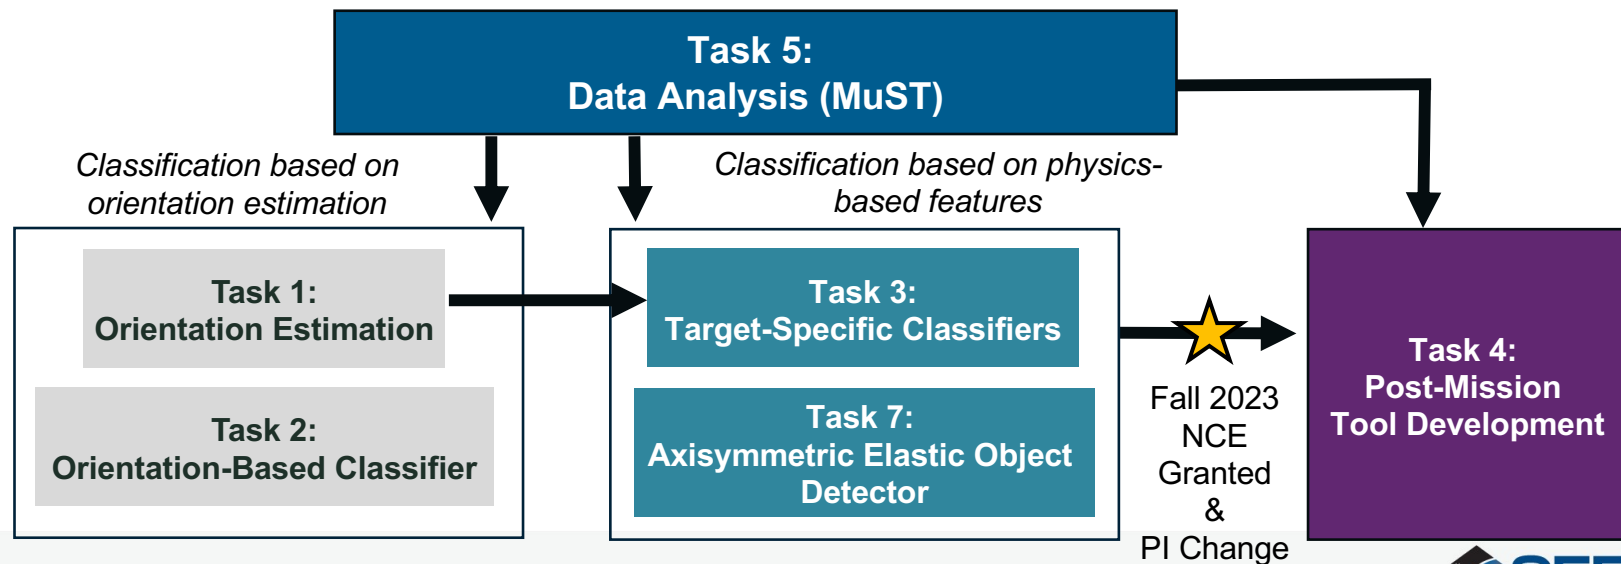 Task 5:
Data Analysis (MuST)
Classification based on
orientation estimation
Classification based on physics-
based features
Task 1:
Orientation Estimation
Task 2:
Orientation-Based Classifier
Task 3:
Target-Specific Classifiers
Task 7:
Axisymmetric Elastic Object
Detector
Fall 2023
NCE
Granted
&
PI Change
Task 4:
Post-Mission
Tool Development